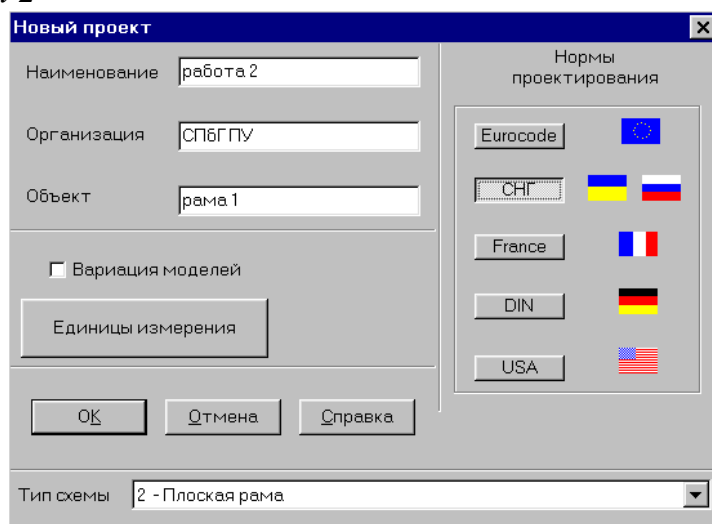 Новый проект
Наименование работа 2
Организация СПбГПУ
Объект рама 1
Вариация моделей
Единицы измерения
OK Отмена Справка
Нормы
проектирования
Eurocode
СНГ
France
DIN
USA
Тип схемы 2 - Плоская рама